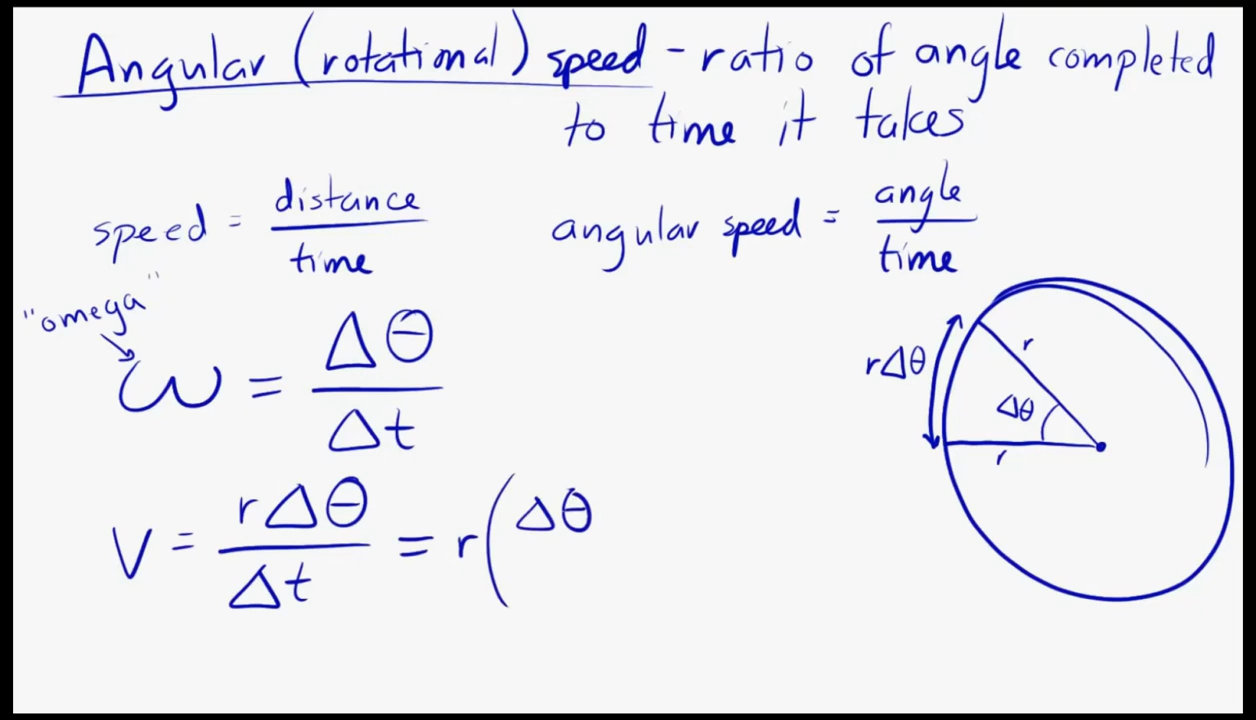 Angular (rotational) speed - ratio of angle completed
to time it takes
speed = distance/time
angular speed = angle/time
"omega"
ω = Δθ/Δt
V = rΔθ/Δt = r(Δθ
rΔθ
r
Δθ
r